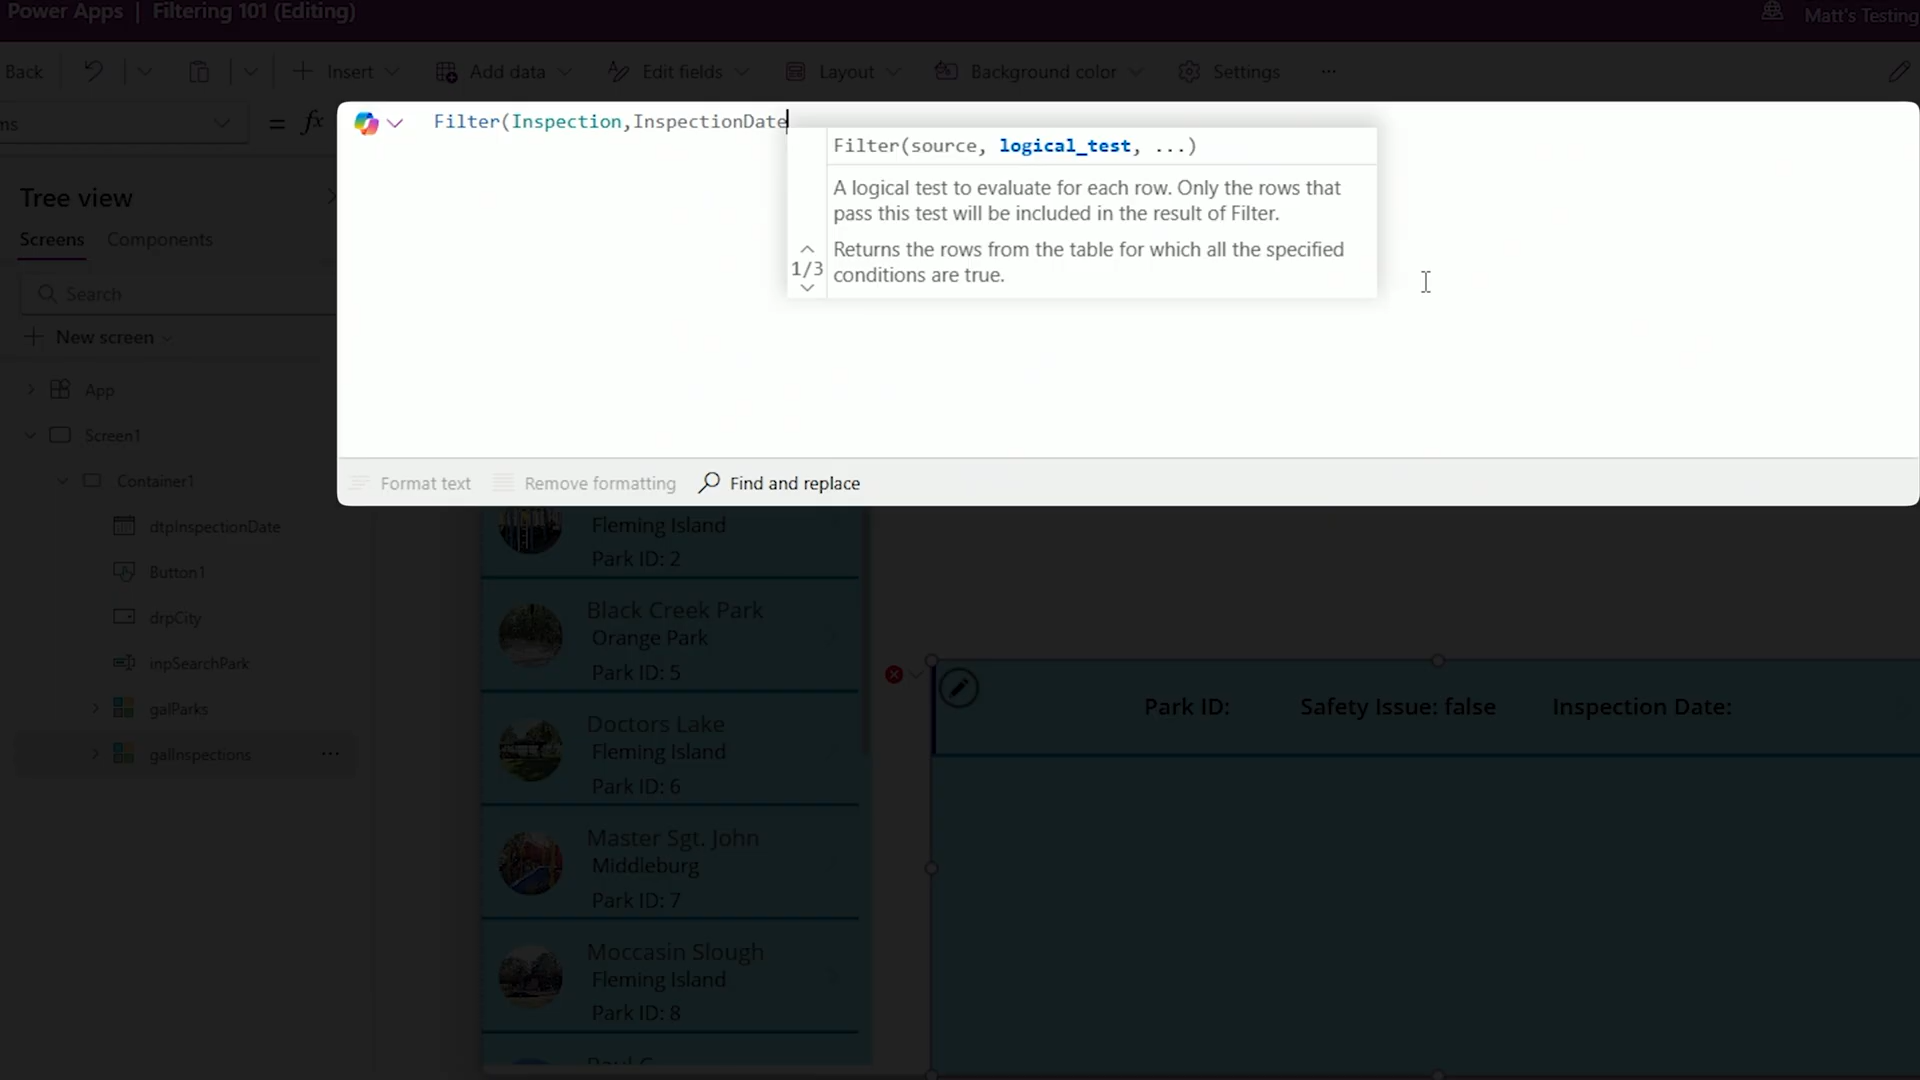 Power Apps | Filtering 101 (Editing)
Matt's Testing
Back
Insert
Add data
Edit fields
Layout
Background color
Settings
ms
= fx
Filter(Inspection,InspectionDate
Filter(source, logical_test, ...)
A logical test to evaluate for each row. Only the rows that
pass this test will be included in the result of Filter.
1/3
Returns the rows from the table for which all the specified
conditions are true.
Format text
Remove formatting
Find and replace
Tree view
Screens
Components
Search
New screen
App
Screen1
Container1
dtpInspectionDate
Button1
drpCity
inpSearchPark
galParks
galInspections
Fleming Island
Park ID: 2
Black Creek Park
Orange Park
Park ID: 5
Doctors Lake
Fleming Island
Park ID: 6
Master Sgt. John
Middleburg
Park ID: 7
Moccasin Slough
Fleming Island
Park ID: 8
Park ID:
Safety Issue: false
Inspection Date: